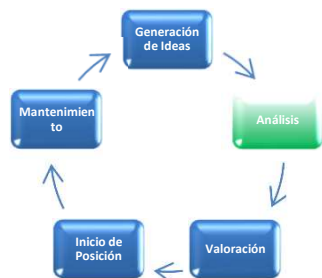 Generación
de Ideas
Análisis
Valoración
Inicio de
Posición
Mantenimien
to